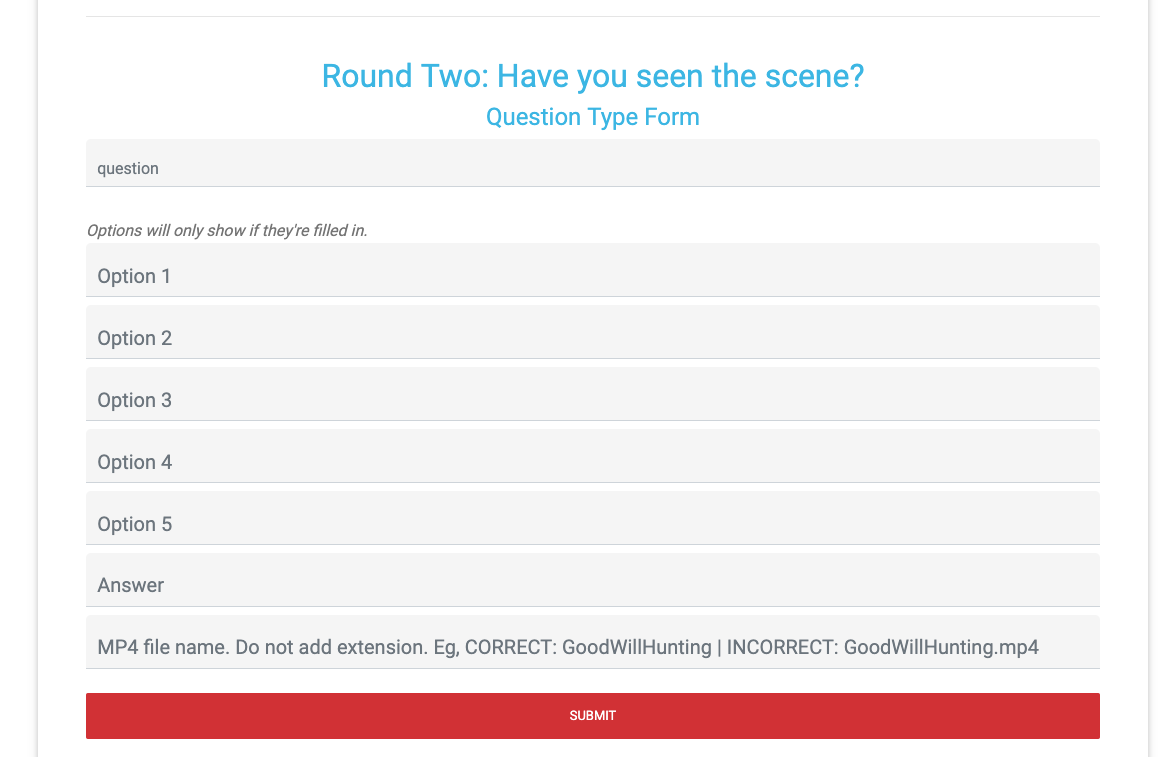 Round Two: Have you seen the scene?
Question Type Form
question
Options will only show if they're filled in.
Option 1
Option 2
Option 3
Option 4
Option 5
Answer
MP4 file name. Do not add extension. Eg, CORRECT: GoodWillHunting | INCORRECT: GoodWillHunting.mp4
SUBMIT